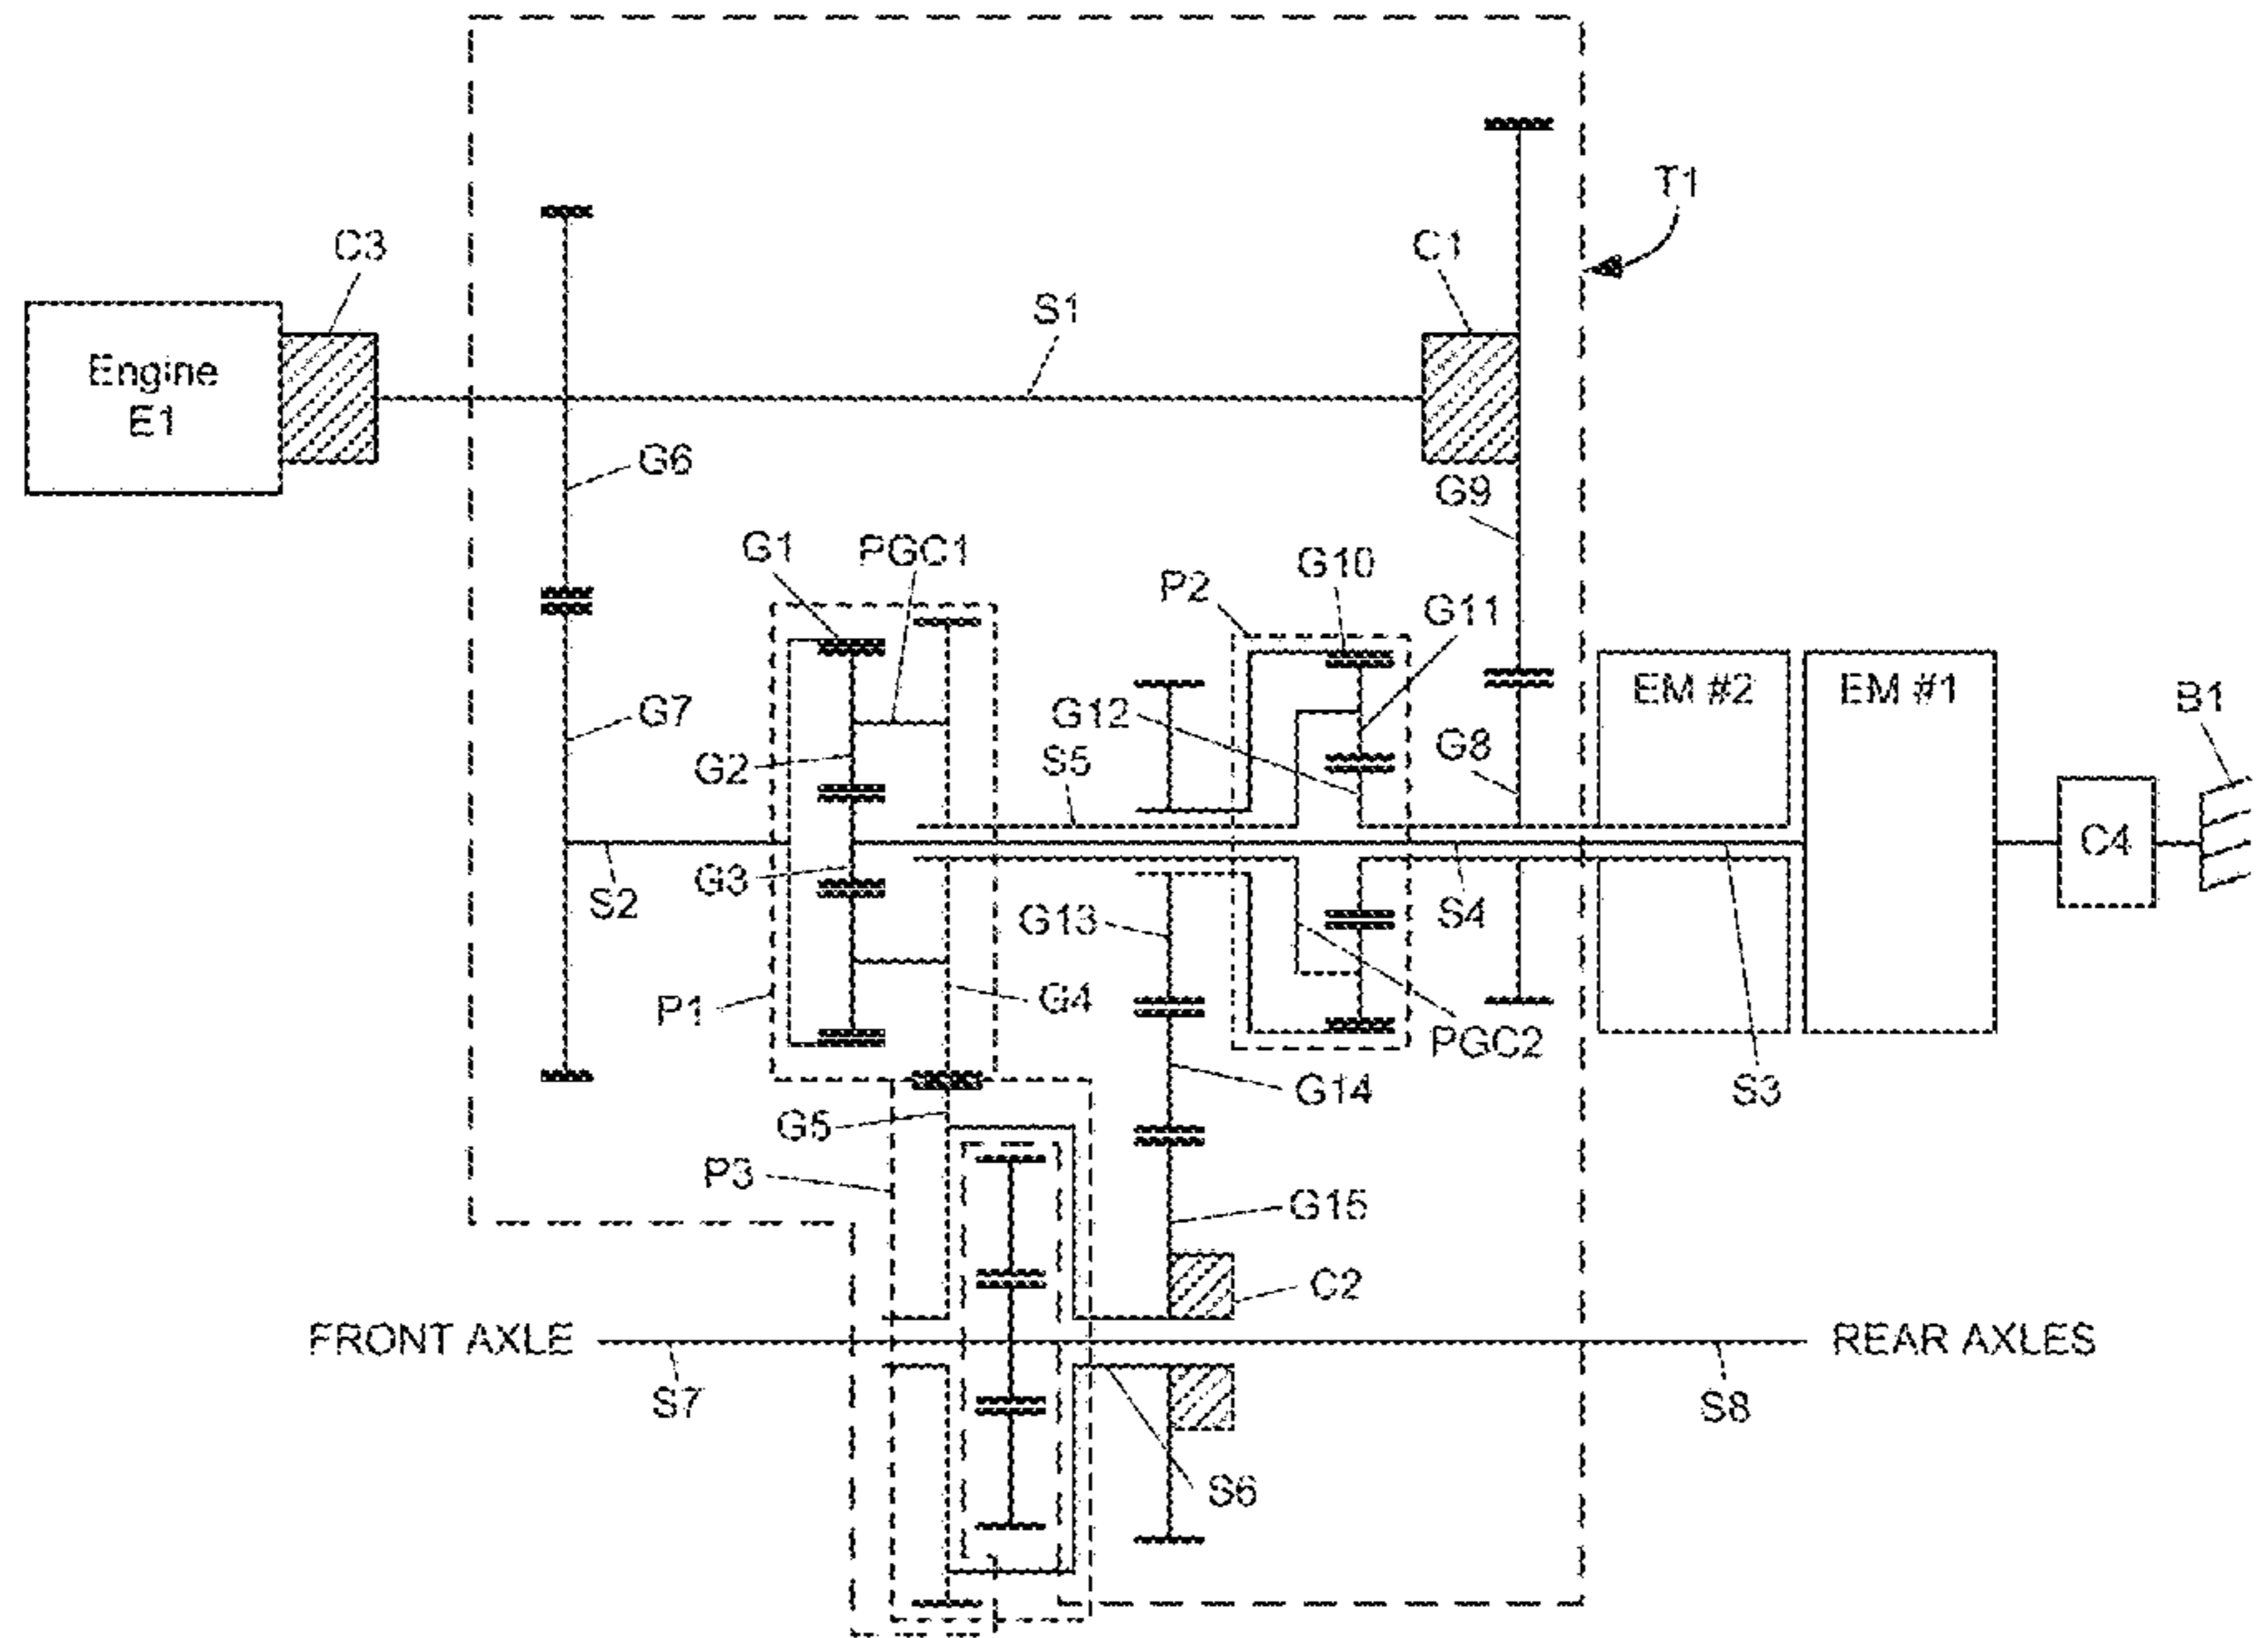 T1
C3
C1
S1
Engine
E1
G6
G9
G1
PGC1
G10
P2
G11
EM #2
EM #1
B1
G7
G12
G8
G2
S5
C4
G3
S2
G13
S4
P1
G4
PGC2
G14
S3
G5
P3
G15
C2
FRONT AXLE
REAR AXLES
S7
S8
S6